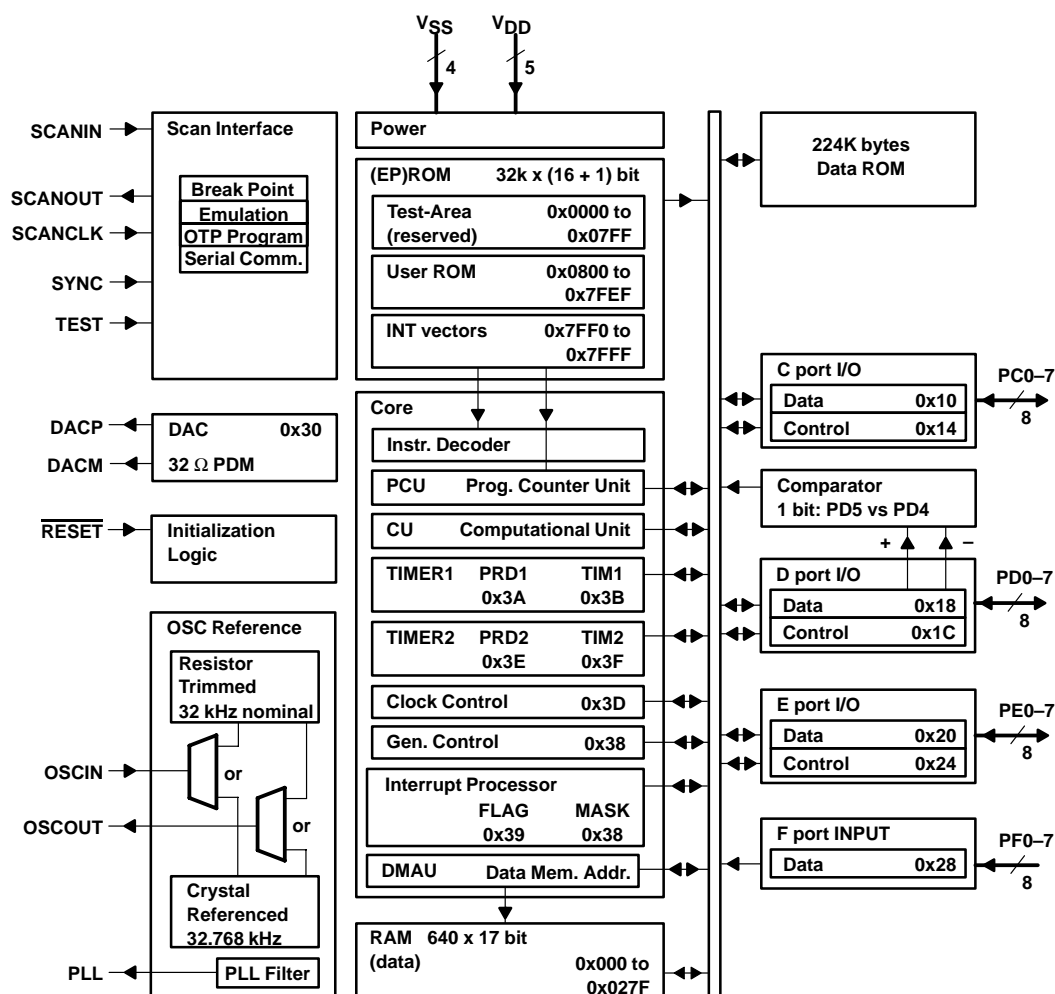 VSS
VDD
4
5
SCANIN
SCANOUT
SCANCLK
SYNC
TEST
Scan Interface
Break Point
Emulation
OTP Program
Serial Comm.
DACP
DACM
DAC 0x30
32 Ω PDM
RESET
Initialization
Logic
OSC Reference
Resistor
Trimmed
32 kHz nominal
OSCIN
or
OSCOUT
or
Crystal
Referenced
32.768 kHz
PLL
PLL Filter
Power
(EP)ROM 32k x (16 + 1) bit
Test-Area 0x0000 to
(reserved) 0x07FF
User ROM 0x0800 to
0x7FEF
INT vectors 0x7FF0 to
0x7FFF
Core
Instr. Decoder
PCU Prog. Counter Unit
CU Computational Unit
TIMER1 PRD1 TIM1
0x3A 0x3B
TIMER2 PRD2 TIM2
0x3E 0x3F
Clock Control 0x3D
Gen. Control 0x38
Interrupt Processor
FLAG MASK
0x39 0x38
DMAU Data Mem. Addr.
RAM 640 x 17 bit
(data)
0x000 to
0x027F
224K bytes
Data ROM
C port I/O
Data 0x10
Control 0x14
PC0–7
8
Comparator
1 bit: PD5 vs PD4
+ –
D port I/O
Data 0x18
Control 0x1C
PD0–7
8
E port I/O
Data 0x20
Control 0x24
PE0–7
8
F port INPUT
Data 0x28
PF0–7
8